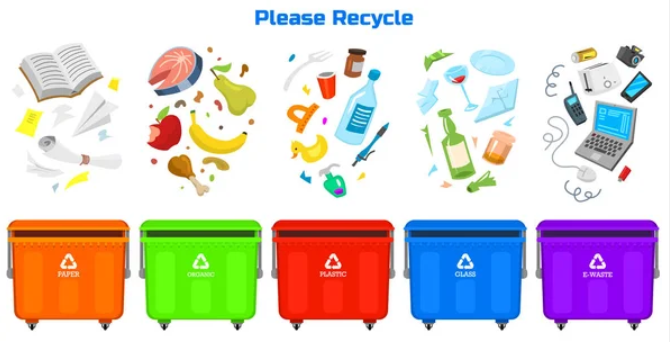 Please Recycle
PAPER
ORGANIC
PLASTIC
GLASS
E-WASTE